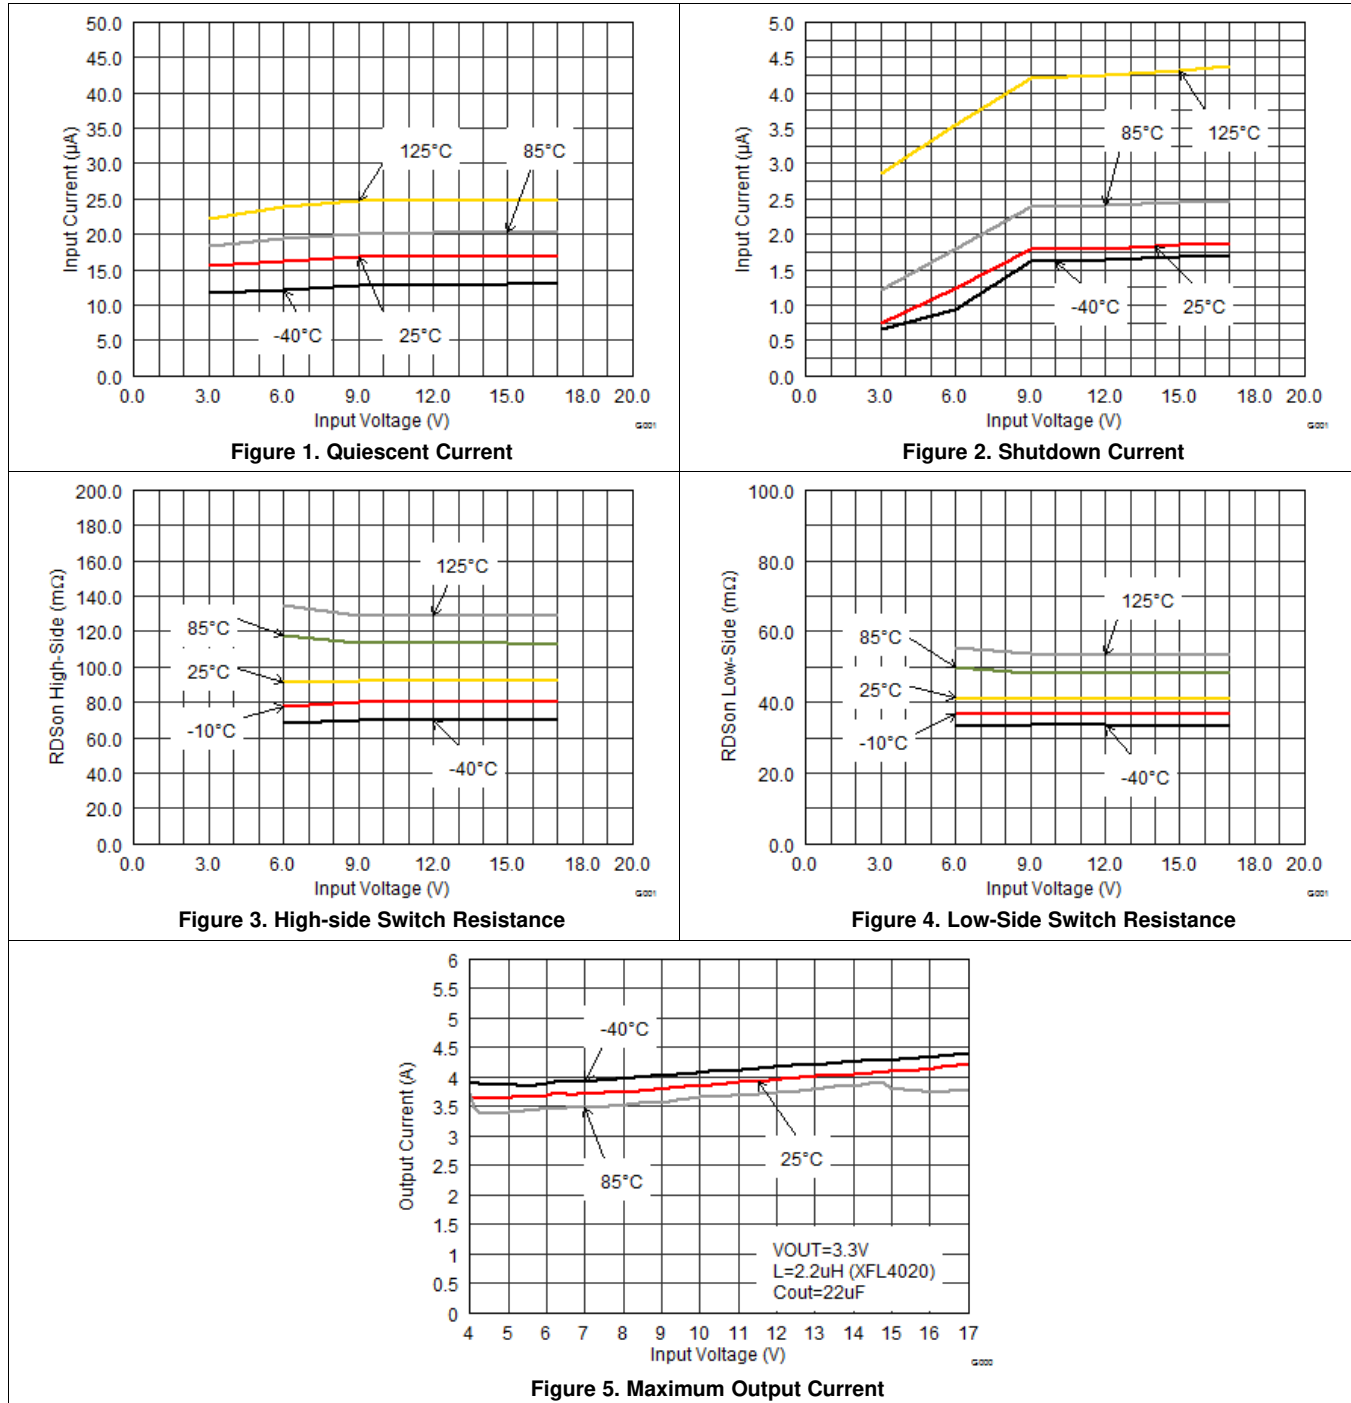 50.0
45.0
40.0
35.0
30.0
25.0
20.0
15.0
10.0
5.0
0.0
Input Current (µA)
125°C
85°C
-40°C
25°C
0.0 3.0 6.0 9.0 12.0 15.0 18.0 20.0
Input Voltage (V)
G001
Figure 1. Quiescent Current
5.0
4.5
4.0
3.5
3.0
2.5
2.0
1.5
1.0
0.5
0.0
Input Current (µA)
85°C
125°C
-40°C
25°C
0.0 3.0 6.0 9.0 12.0 15.0 18.0 20.0
Input Voltage (V)
G001
Figure 2. Shutdown Current
200.0
180.0
160.0
140.0
120.0
100.0
80.0
60.0
40.0
20.0
0.0
RDSon High-Side (mΩ)
125°C
85°C
25°C
-10°C
-40°C
0.0 3.0 6.0 9.0 12.0 15.0 18.0 20.0
Input Voltage (V)
G001
Figure 3. High-side Switch Resistance
100.0
80.0
60.0
40.0
20.0
0.0
RDSon Low-Side (mΩ)
125°C
85°C
25°C
-10°C
-40°C
0.0 3.0 6.0 9.0 12.0 15.0 18.0 20.0
Input Voltage (V)
G001
Figure 4. Low-Side Switch Resistance
6
5.5
5
4.5
4
3.5
3
2.5
2
1.5
1
0.5
0
Output Current (A)
-40°C
25°C
85°C
VOUT=3.3V
L=2.2uH (XFL4020)
Cout=22uF
4 5 6 7 8 9 10 11 12 13 14 15 16 17
Input Voltage (V)
G000
Figure 5. Maximum Output Current